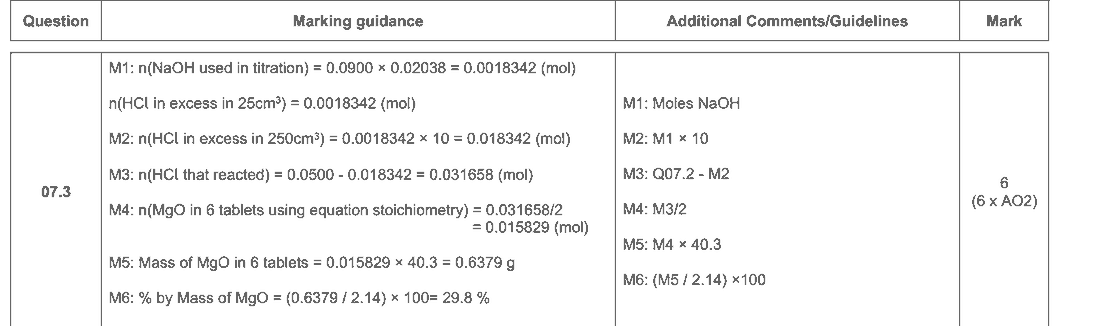 Question Marking guidance Additional Comments/Guidelines Mark
07.3
M1: n(NaOH used in titration) = 0.0900 × 0.02038 = 0.0018342 (mol)
n(HCl in excess in 25cm³) = 0.0018342 (mol)
M2: n(HCl in excess in 250cm³) = 0.0018342 × 10 = 0.018342 (mol)
M3: n(HCl that reacted) = 0.0500 - 0.018342 = 0.031658 (mol)
M4: n(MgO in 6 tablets using equation stoichiometry) = 0.031658/2
= 0.015829 (mol)
M5: Mass of MgO in 6 tablets = 0.015829 × 40.3 = 0.6379 g
M6: % by Mass of MgO = (0.6379 / 2.14) × 100= 29.8 %
M1: Moles NaOH
M2: M1 × 10
M3: Q07.2 - M2
M4: M3/2
M5: M4 × 40.3
M6: (M5 / 2.14) ×100
6
(6 x AO2)